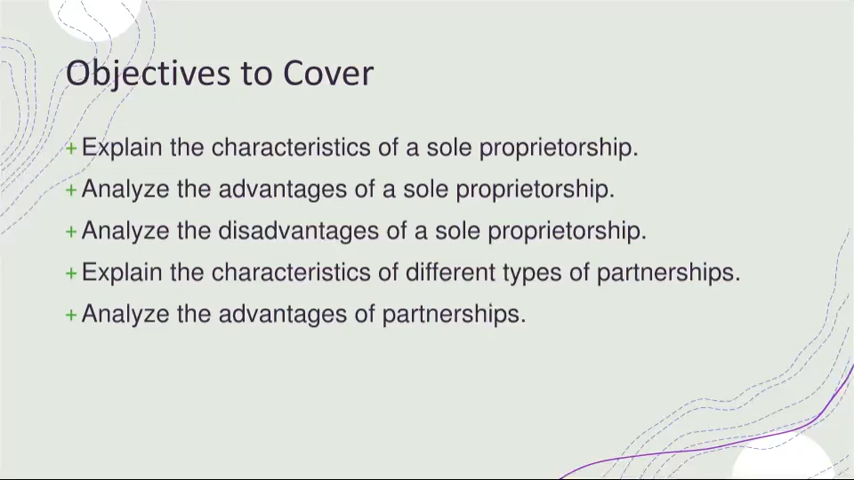 Objectives to Cover
+Explain the characteristics of a sole proprietorship.
+Analyze the advantages of a sole proprietorship.
+Analyze the disadvantages of a sole proprietorship.
+Explain the characteristics of different types of partnerships.
+Analyze the advantages of partnerships.